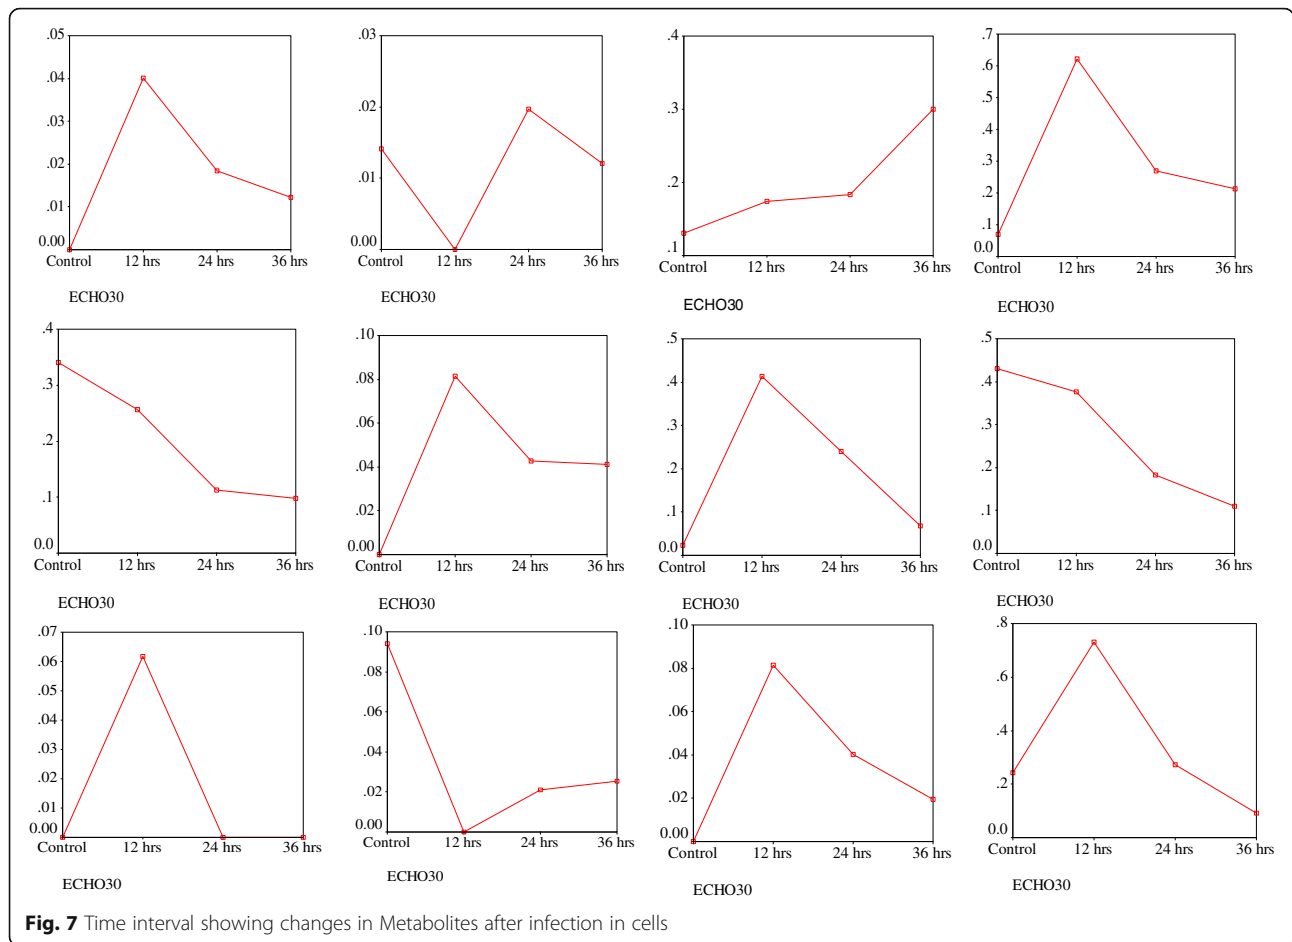 .05
.04
.03
.02
.01
0.00
Control 12 hrs 24 hrs 36 hrs
ECHO30
.03
.02
.01
0.00
Control 12 hrs 24 hrs 36 hrs
ECHO30
.4
.3
.2
.1
Control 12 hrs 24 hrs 36 hrs
ECHO30
.7
.6
.5
.4
.3
.2
.1
0.0
Control 12 hrs 24 hrs 36 hrs
ECHO30
.4
.3
.2
.1
0.0
Control 12 hrs 24 hrs 36 hrs
ECHO30
.10
.08
.06
.04
.02
0.00
Control 12 hrs 24 hrs 36 hrs
ECHO30
.5
.4
.3
.2
.1
0.0
Control 12 hrs 24 hrs 36 hrs
ECHO30
.5
.4
.3
.2
.1
0.0
Control 12 hrs 24 hrs 36 hrs
ECHO30
.07
.06
.05
.04
.03
.02
.01
0.00
Control 12 hrs 24 hrs 36 hrs
ECHO30
.10
.08
.06
.04
.02
0.00
Control 12 hrs 24 hrs 36 hrs
ECHO30
.10
.08
.06
.04
.02
0.00
Control 12 hrs 24 hrs 36 hrs
ECHO30
.8
.6
.4
.2
0.0
Control 12 hrs 24 hrs 36 hrs
ECHO30
Fig. 7 Time interval showing changes in Metabolites after infection in cells